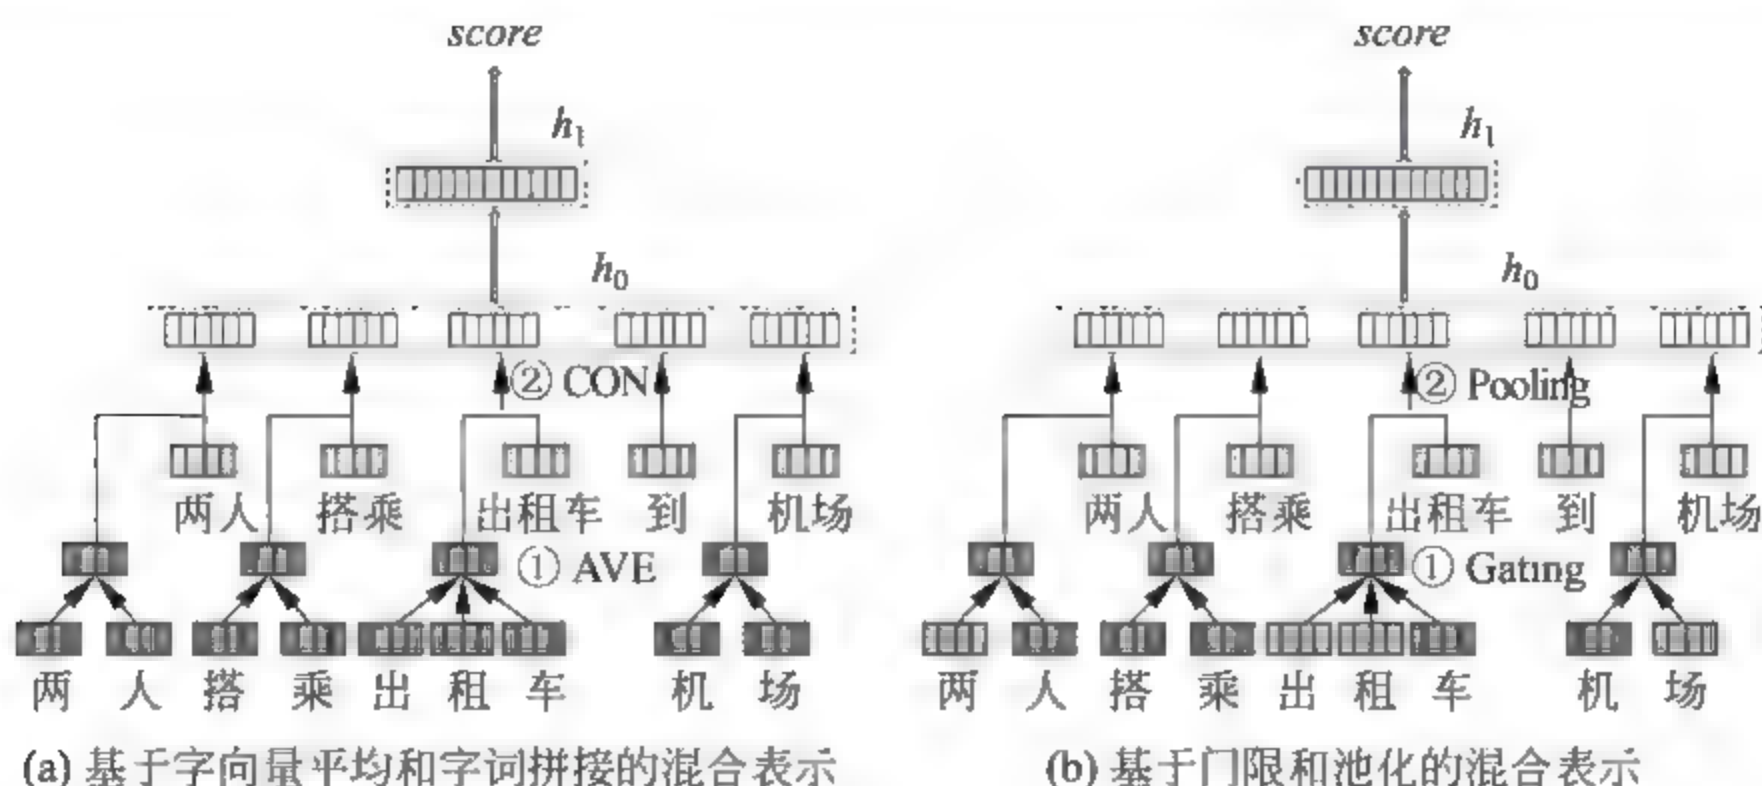 score score
h₁ h₁
h₀ h₀
② CON ② Pooling
两人 搭乘 出租车 到 机场 两人 搭乘 出租车 到 机场
① AVE ① Gating
两 人 搭 乘 出 租 车 机 场 两 人 搭 乘 出 租 车 机 场
(a) 基于字向量平均和字词拼接的混合表示 (b) 基于门限和池化的混合表示